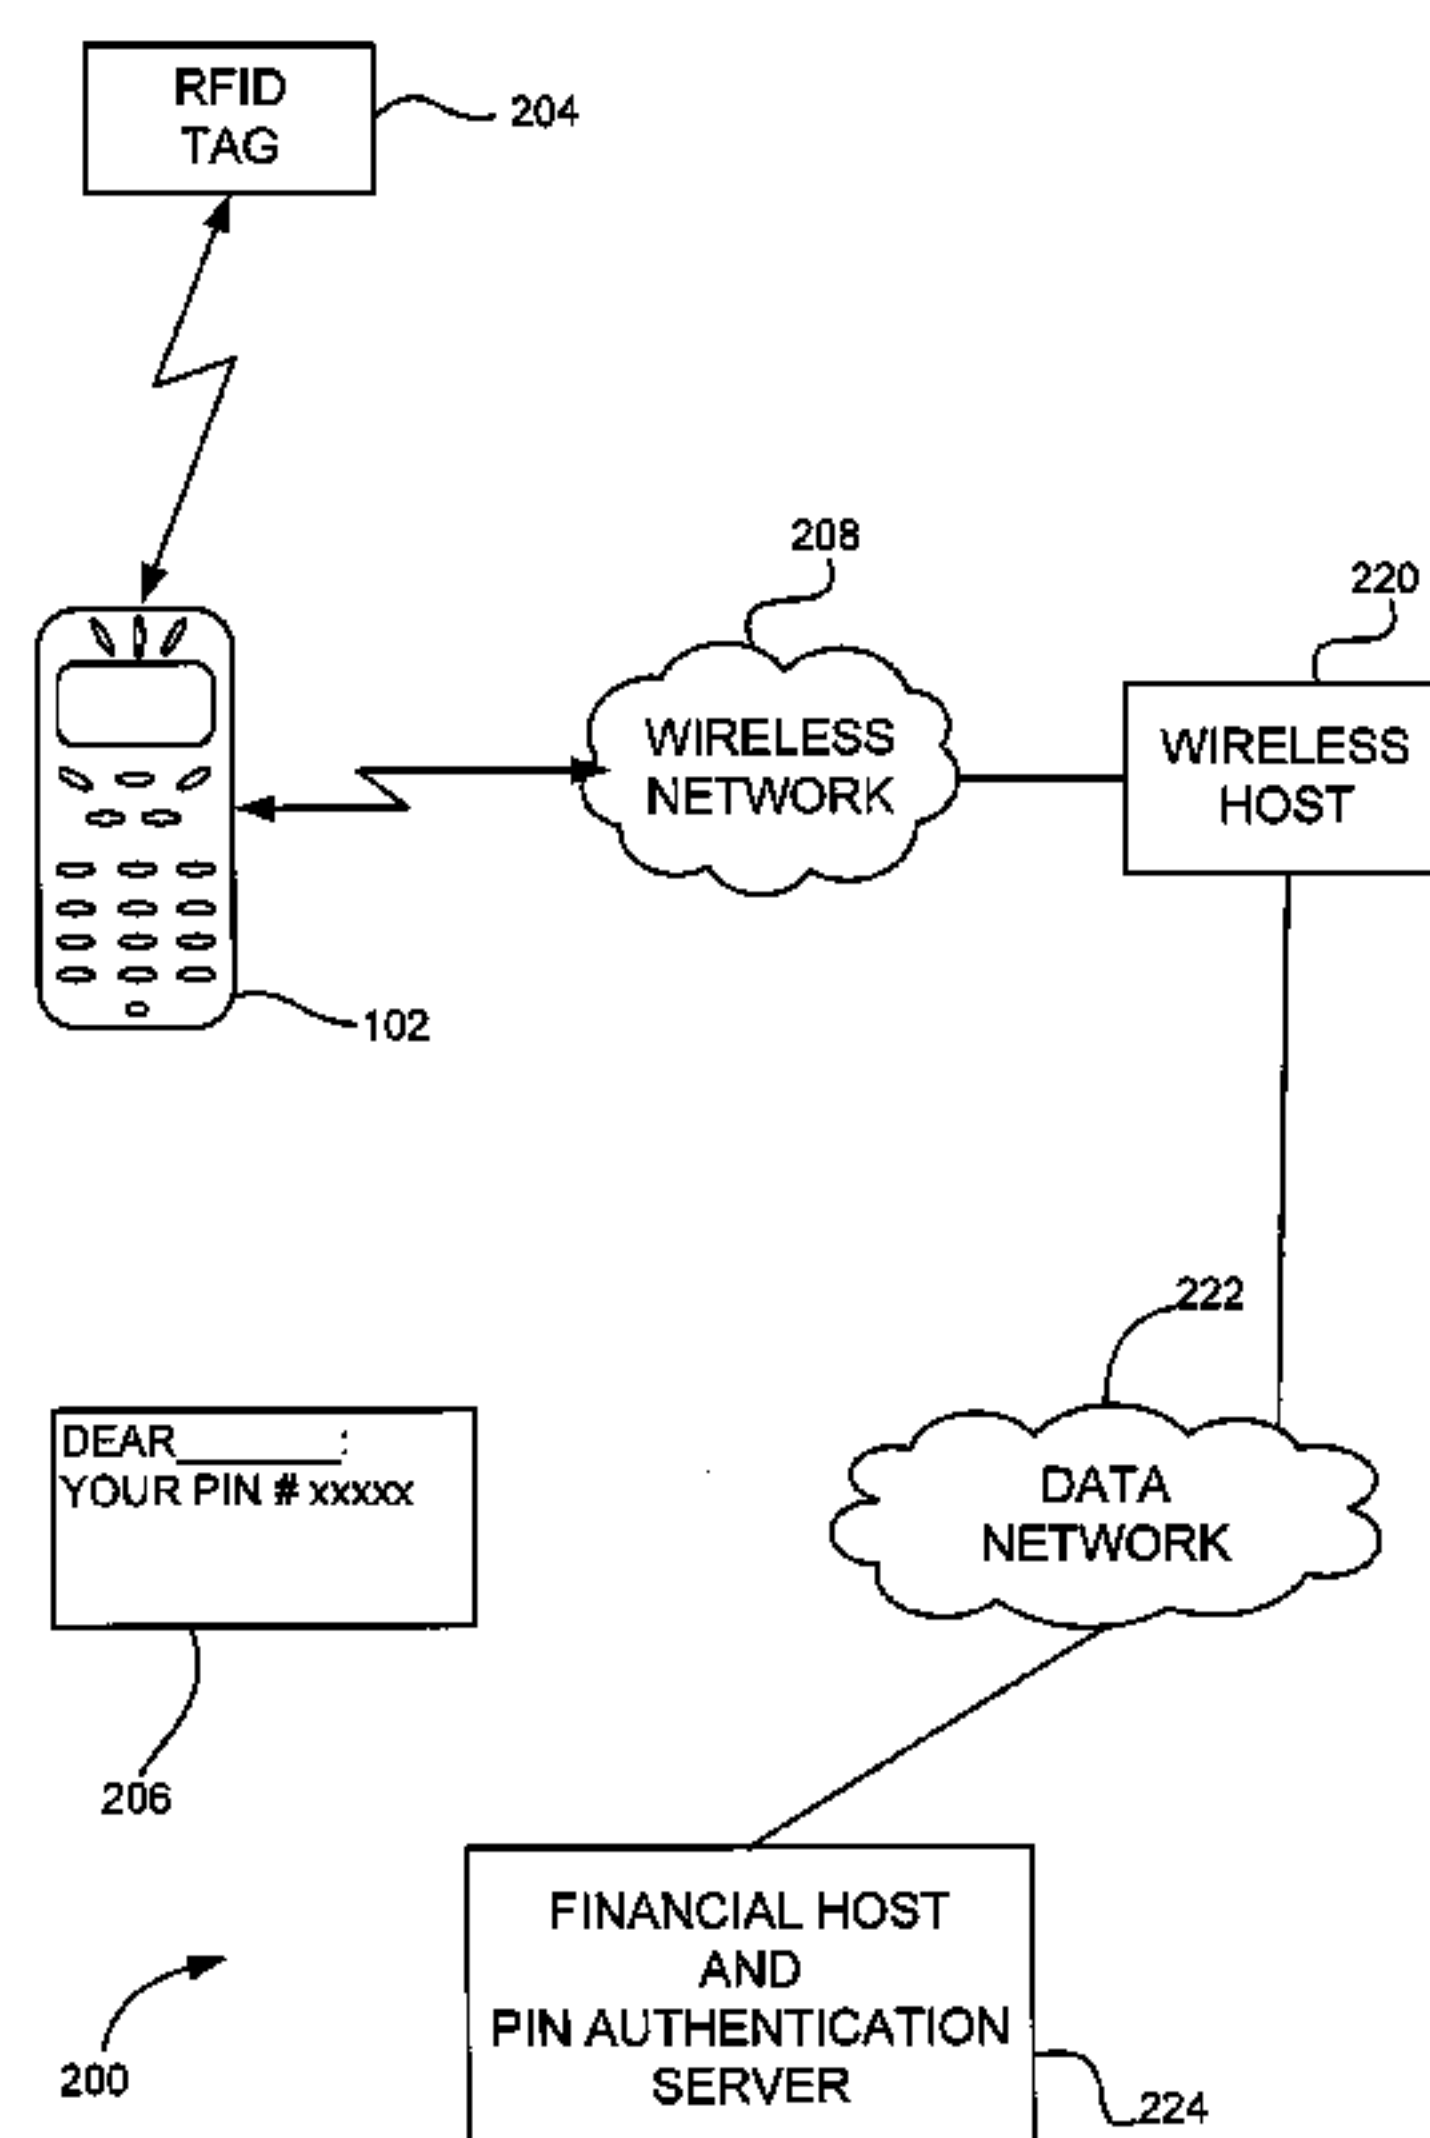 RFID
TAG
204
208
220
WIRELESS
NETWORK
WIRELESS
HOST
102
222
DEAR_______:
YOUR PIN # xxxxx
DATA
NETWORK
206
FINANCIAL HOST
AND
PIN AUTHENTICATION
SERVER
200
224